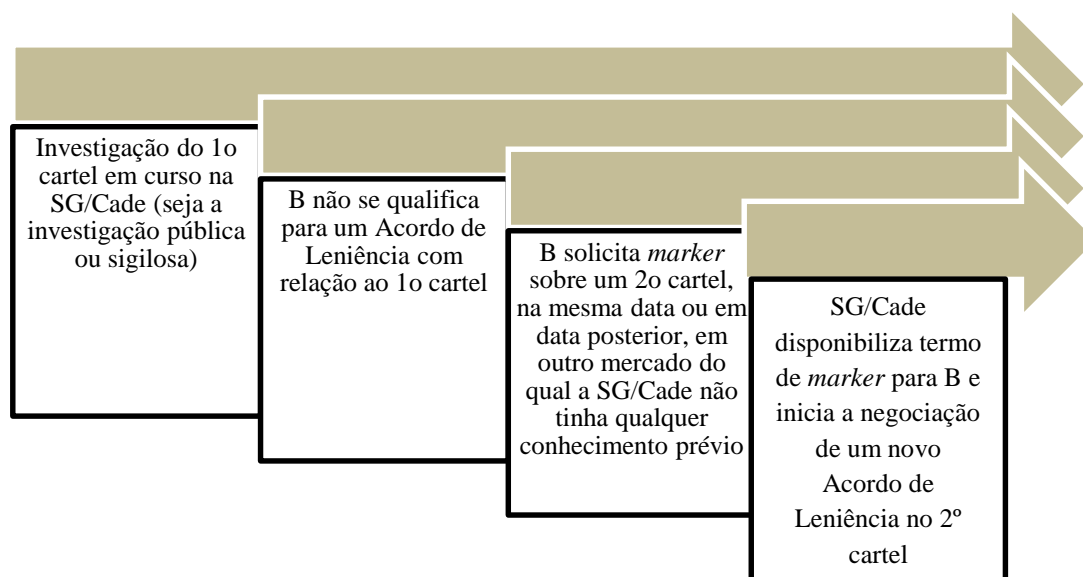 Investigação do 1o
cartel em curso na
SG/Cade (seja a
investigação pública
ou sigilosa)
B não se qualifica
para um Acordo de
Leniência com
relação ao 1o cartel
B solicita marker
sobre um 2o cartel,
na mesma data ou em
data posterior, em
outro mercado do
qual a SG/Cade não
tinha qualquer
conhecimento prévio
SG/Cade
disponibiliza termo
de marker para B e
inicia a negociação
de um novo
Acordo de
Leniência no 2º
cartel